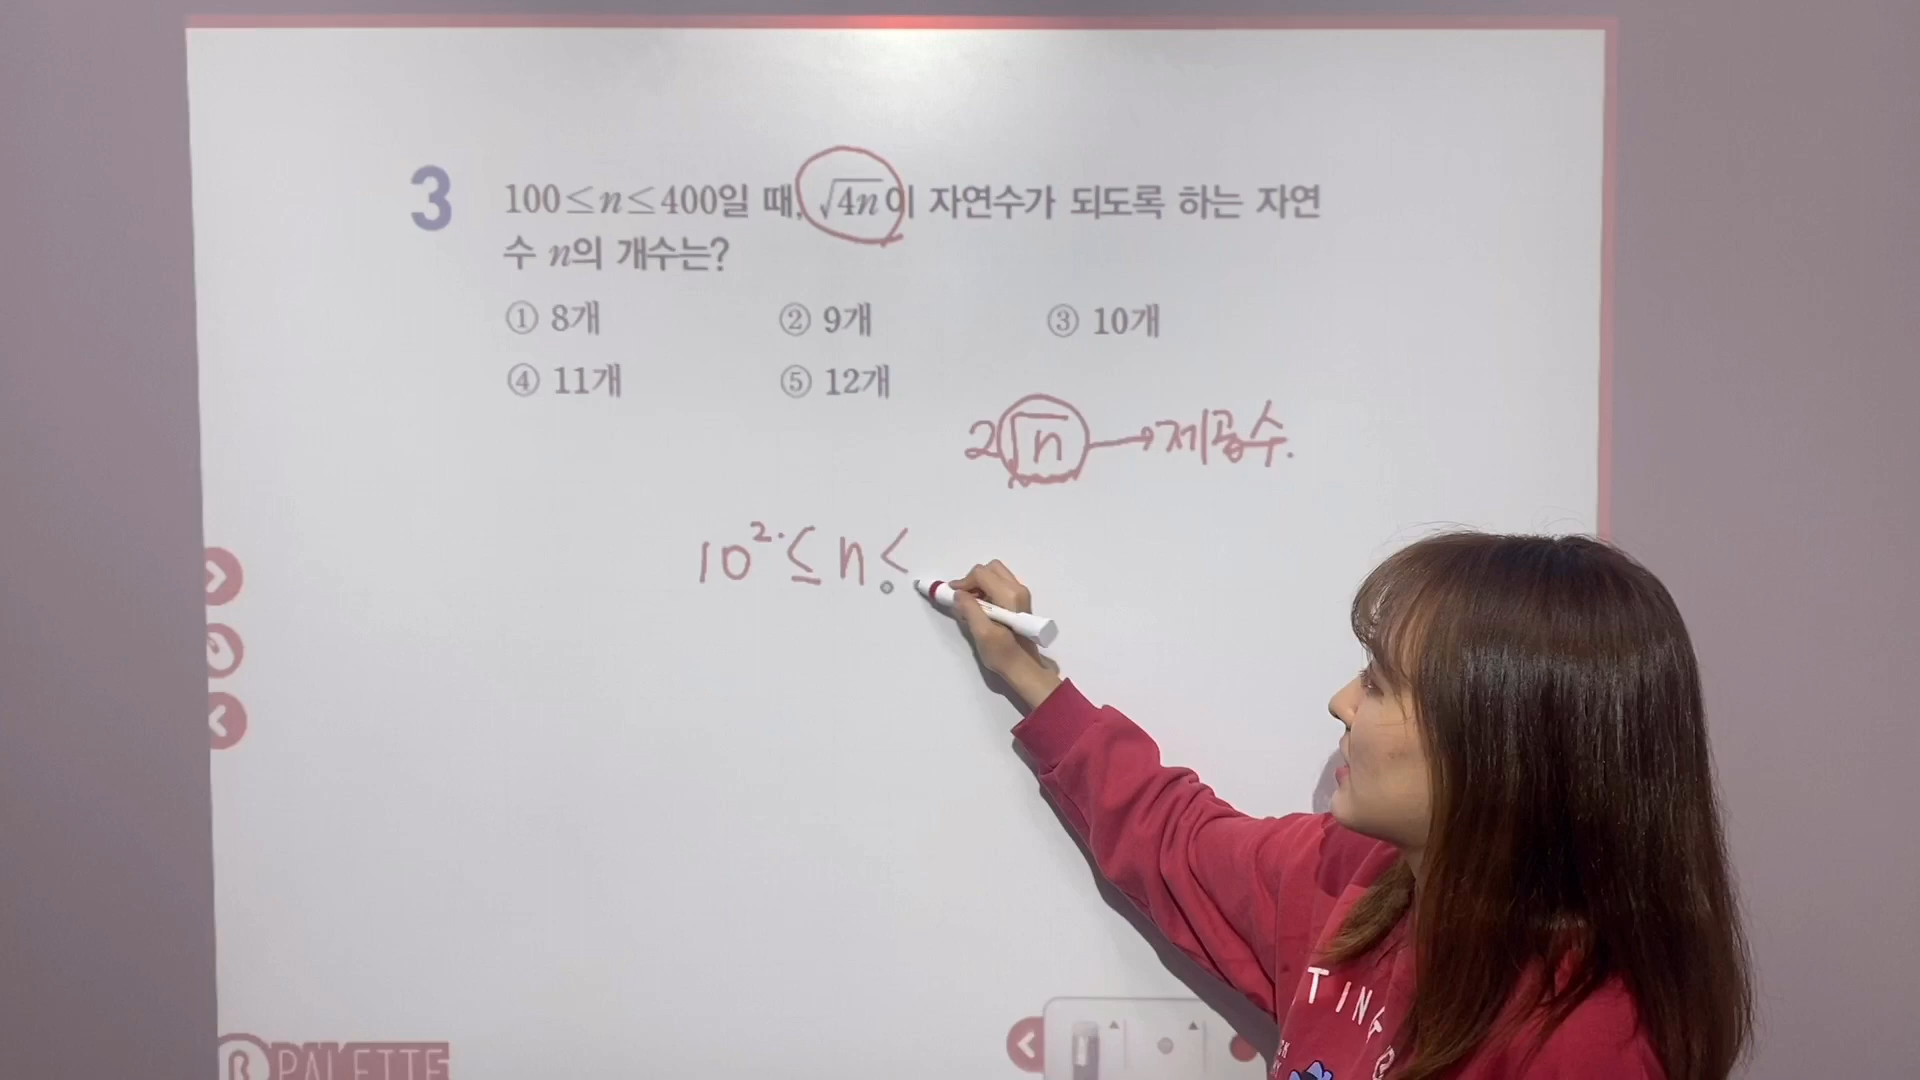 3
100≤n≤400일 때, √4n이 자연수가 되도록 하는 자연
수 n의 개수는?
① 8개 ② 9개 ③ 10개
④ 11개 ⑤ 12개
2√n → 제곱수.
10² ≤ n ≤
PALETTE